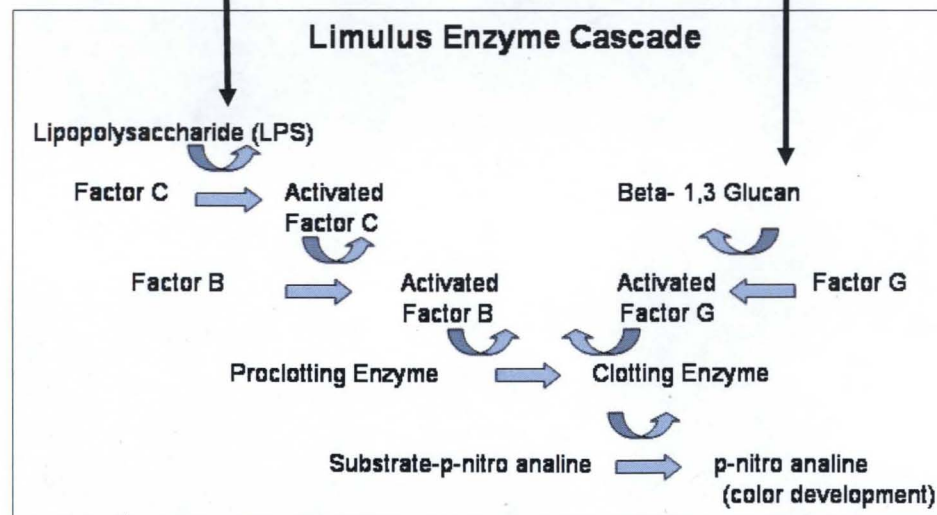 Limulus Enzyme Cascade
Lipopolysaccharide (LPS)
Factor C
Activated
Factor C
Beta- 1,3 Glucan
Factor B
Activated
Factor B
Activated
Factor G
Factor G
Proclotting Enzyme
Clotting Enzyme
Substrate-p-nitro analine
p-nitro analine
(color development)